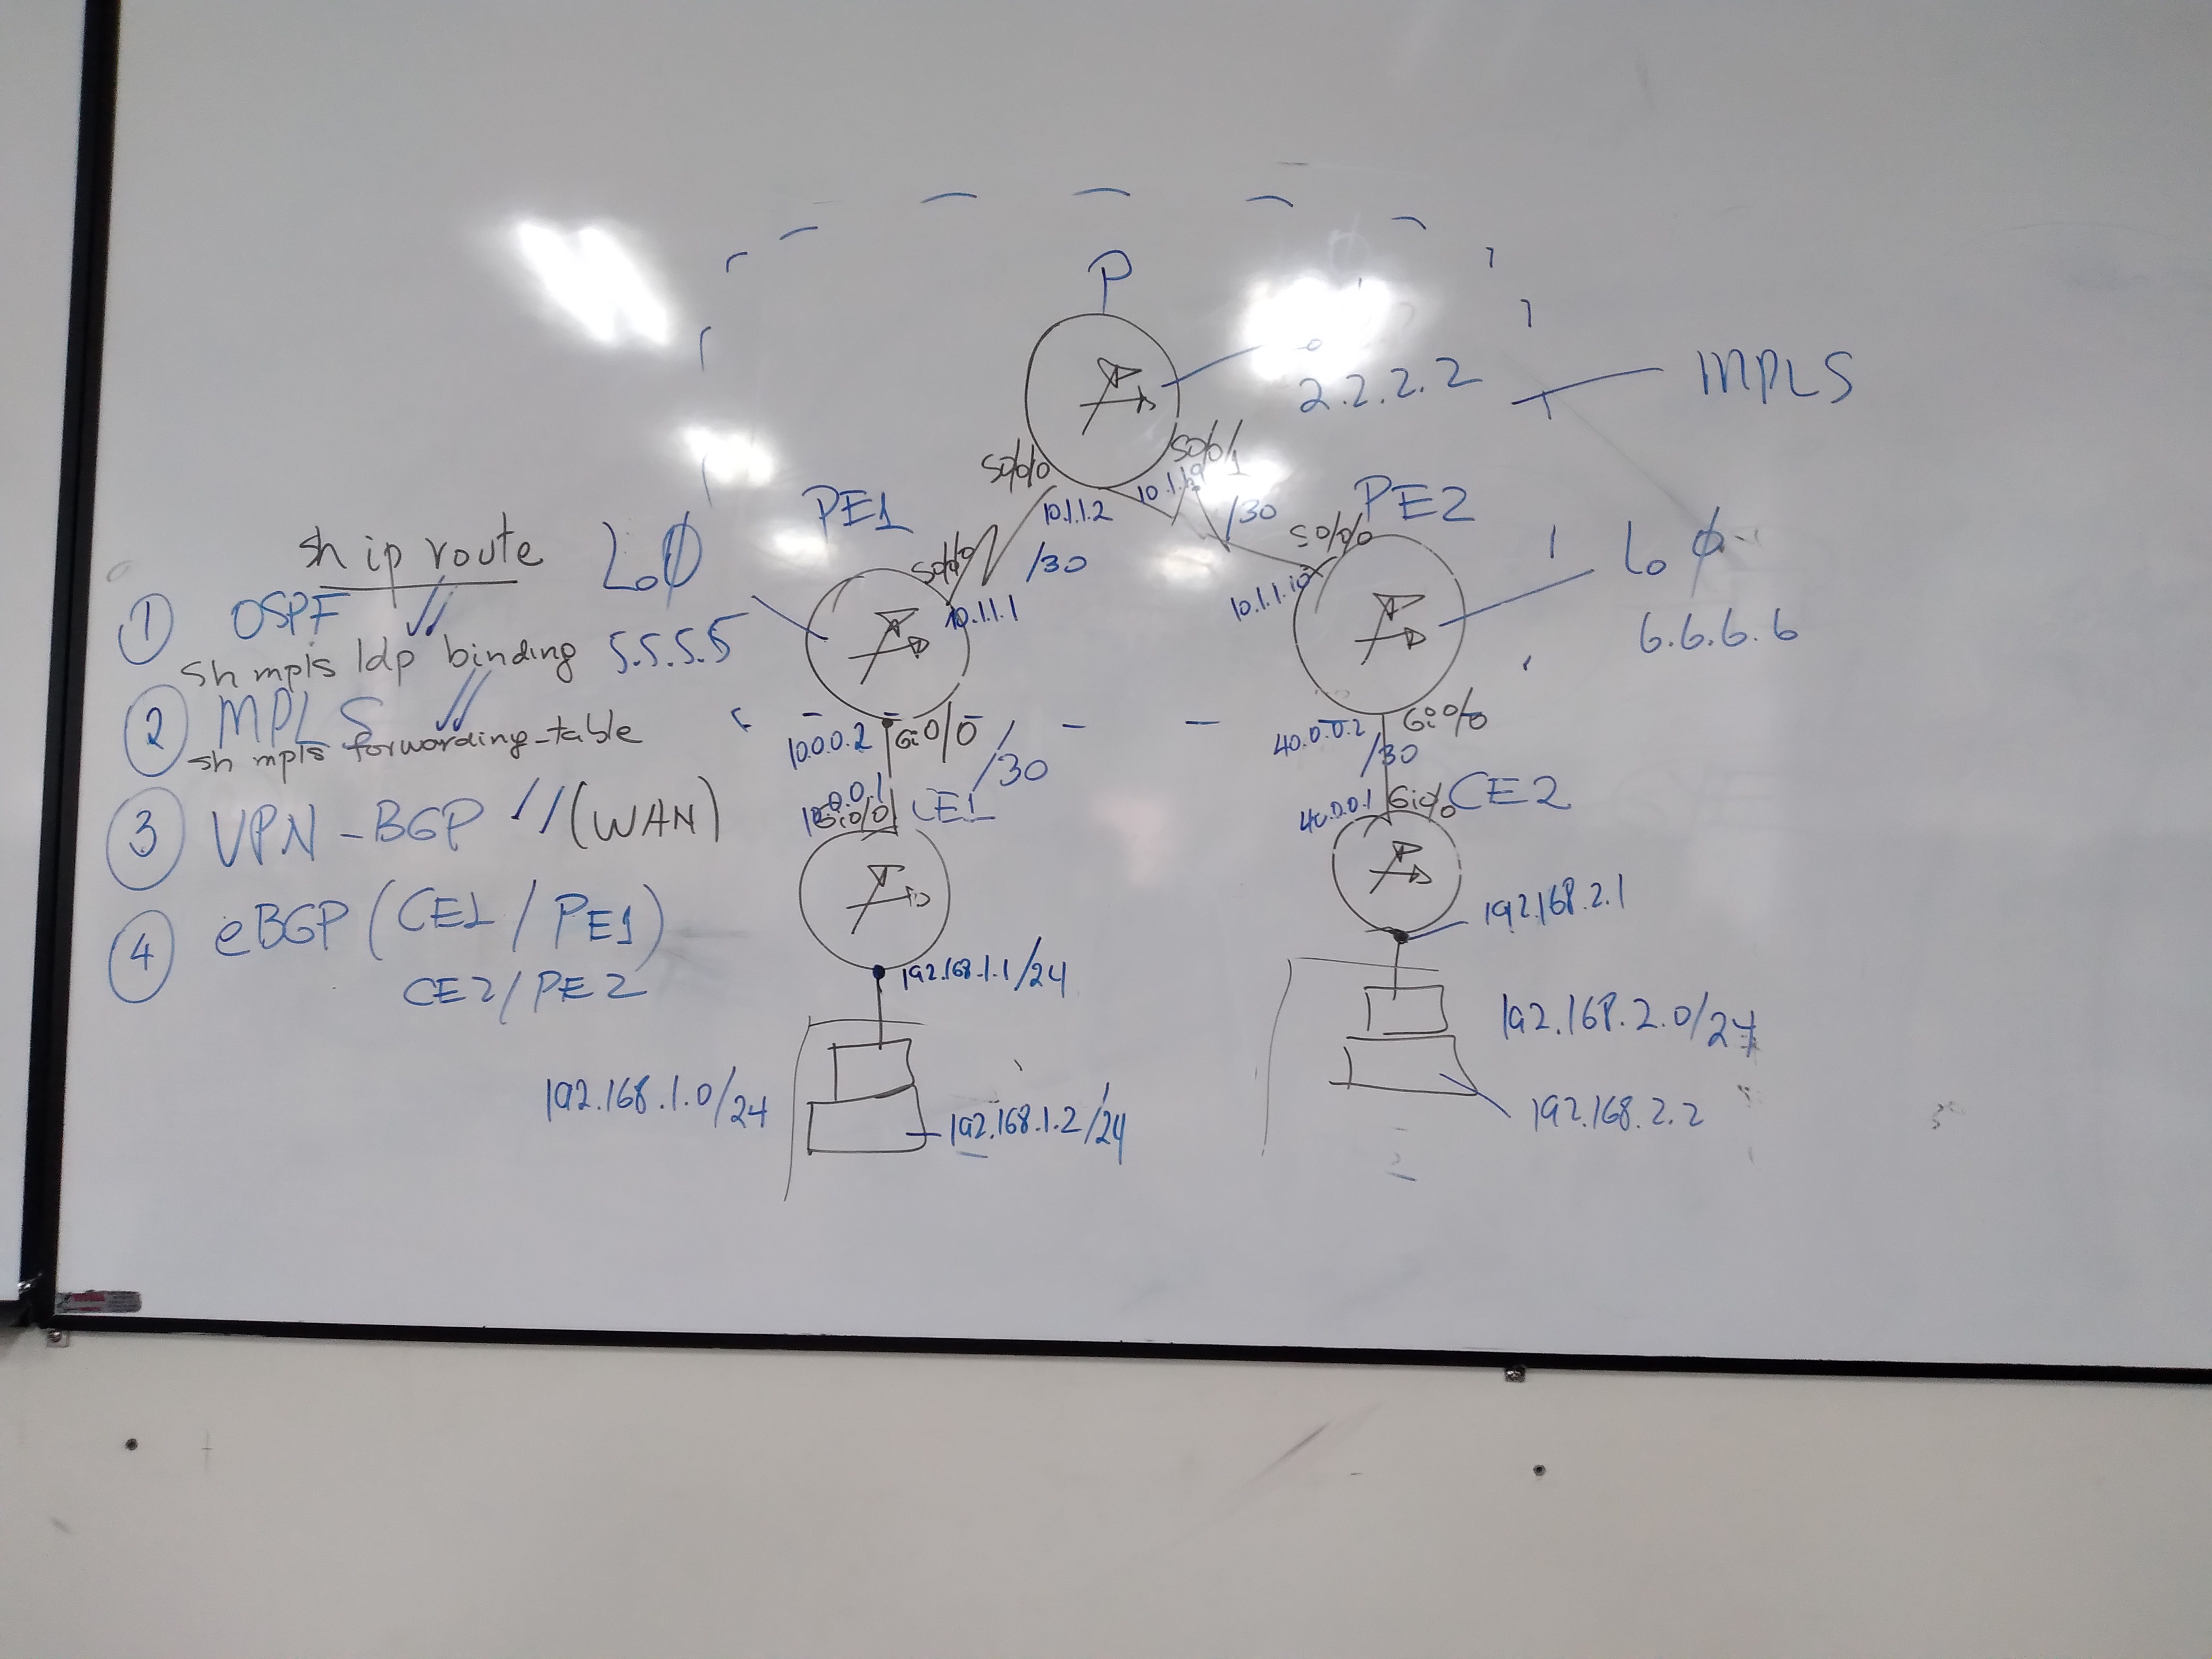 P
2.2.2.2
MPLS
S0/0/0
S0/0/1
10.1.1.2
/30
10.1.1.9
/30
PE1
Lo0
5.5.5.5
S0/0/0
10.1.1.1
PE2
S0/0/0
10.1.1.10
Lo0
6.6.6.6
sh ip route
① OSPF
sh mpls ldp binding
② MPLS
sh mpls forwarding-table
③ VPN-BGP (WAN)
④ eBGP (CE1/PE1)
CE2/PE2
10.0.0.2
Gi0/0
/30
10.0.0.1
Gi0/0
CE1
192.168.1.1/24
192.168.1.0/24
192.168.1.2/24
40.0.0.2
Gi0/0
/30
40.0.0.1
Gi0/0
CE2
192.168.2.1
192.168.2.0/24
192.168.2.2